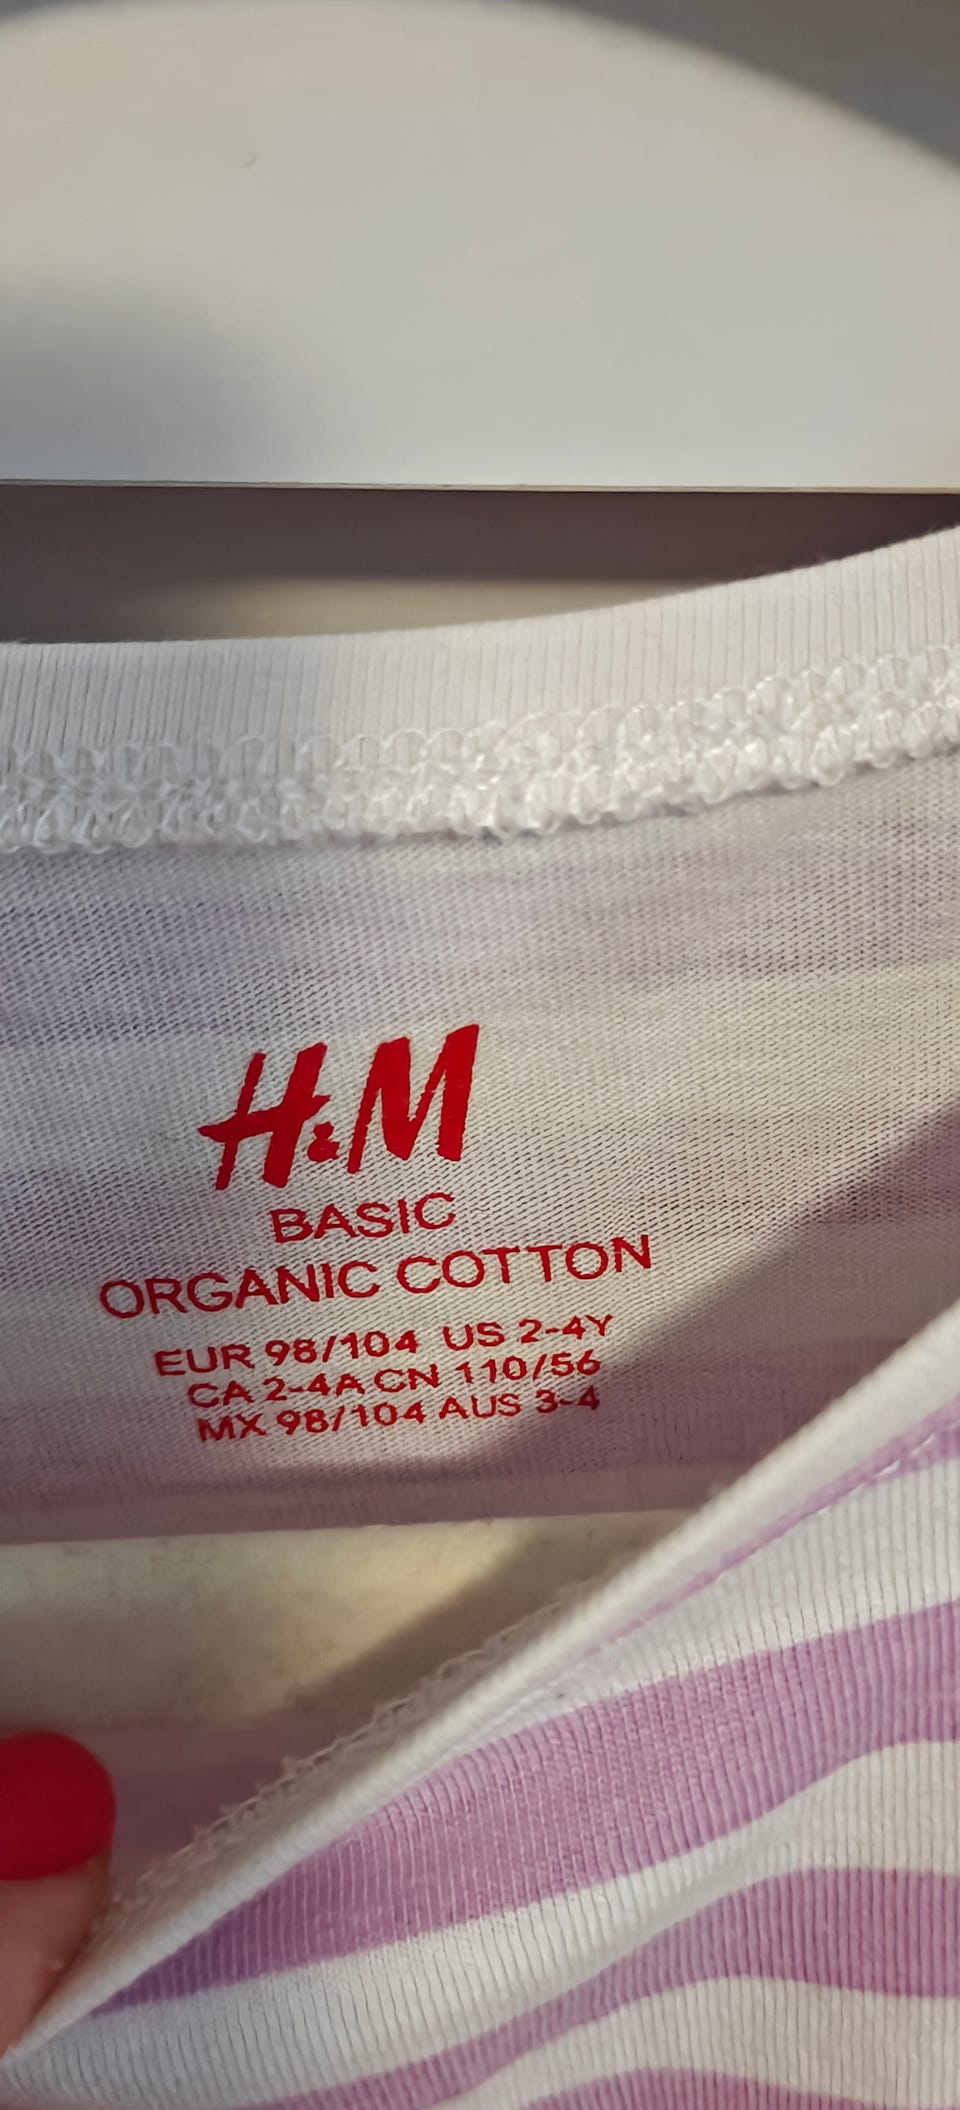 H&M
BASIC
ORGANIC COTTON
EUR 98/104 US 2-4Y
CA 2-4A CN 110/56
MX 98/104 AUS 3-4